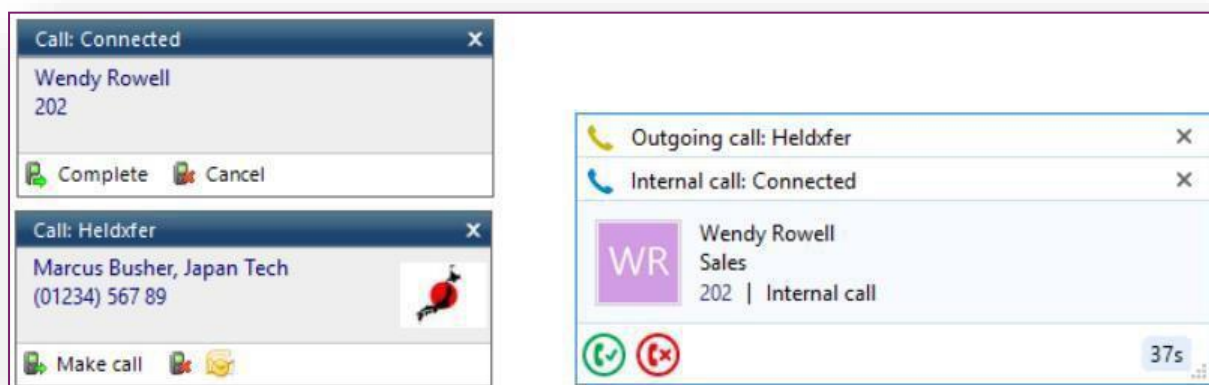 Call: Connected
Wendy Rowell
202
Complete Cancel
Call: Heldxfer
Marcus Busher, Japan Tech
(01234) 567 89
Make call
Outgoing call: Heldxfer
Internal call: Connected
WR
Wendy Rowell
Sales
202 | Internal call
37s